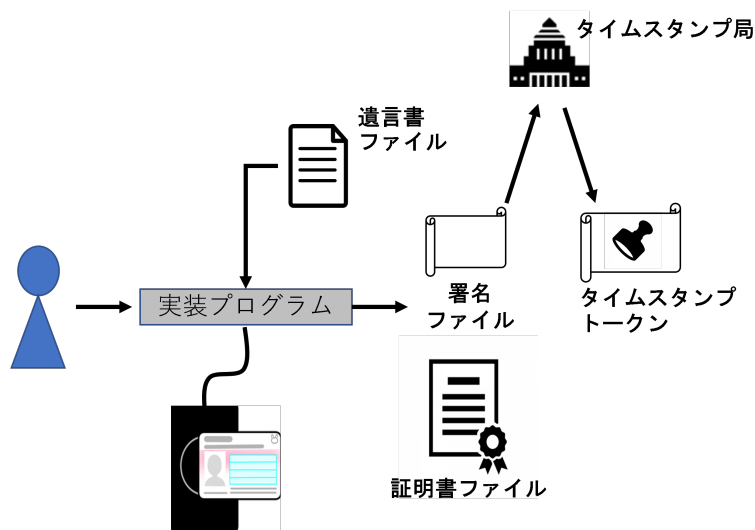 タイムスタンプ局
遺言書
ファイル
実装プログラム
署名
ファイル
タイムスタンプ
トークン
証明書ファイル